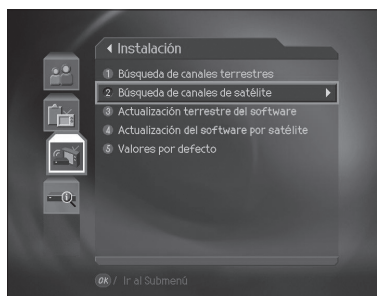 Instalación
1 Búsqueda de canales terrestres
2 Búsqueda de canales de satélite
3 Actualización terrestre del software
4 Actualización del software por satélite
5 Valores por defecto
OK / Ir al Submenú